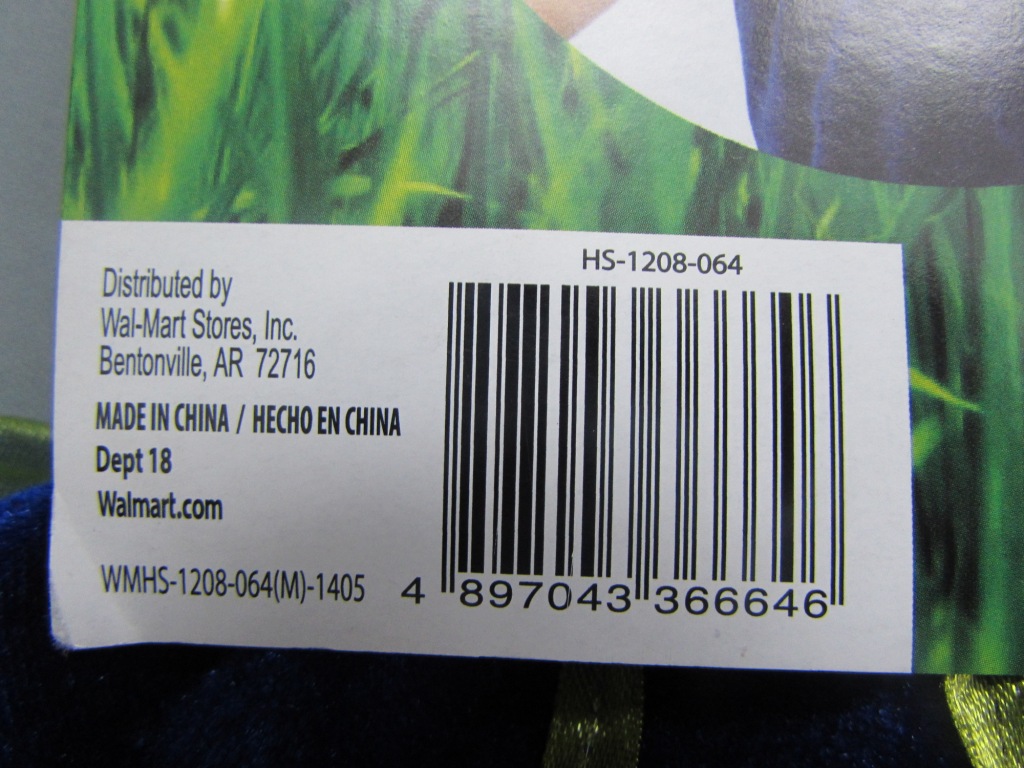 HS-1208-064
Distributed by
Wal-Mart Stores, Inc.
Bentonville, AR 72716
MADE IN CHINA / HECHO EN CHINA
Dept 18
Walmart.com
WMHS-1208-064(M)-1405
4 897043 366646